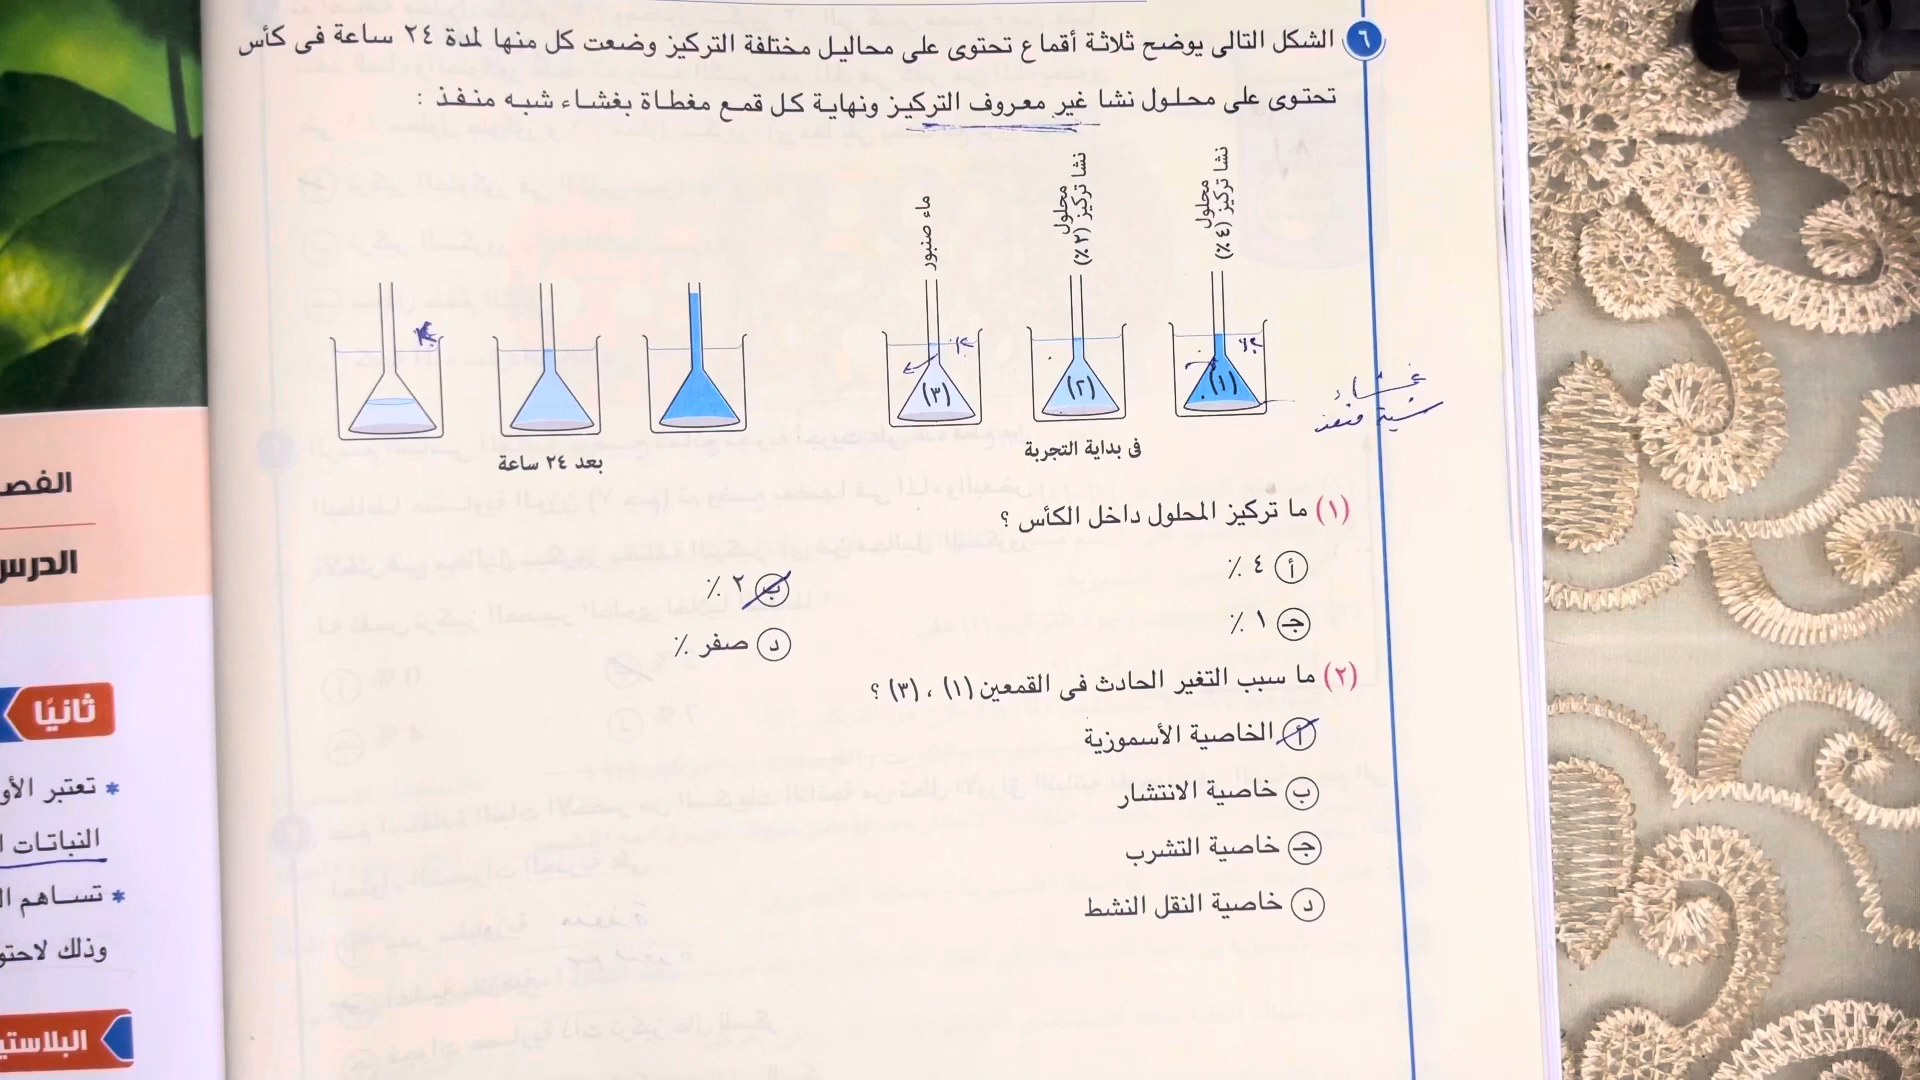 ٦ الشكل التالى يوضح ثلاثة أقماع تحتوى على محاليل مختلفة التركيز وضعت كل منها لمدة ٢٤ ساعة فى كأس
تحتوى على محلول نشا غير معروف التركيز ونهاية كل قمع مغطاة بغشاء شبه منفذ :
محلول
نشا تركيز (٤ ٪)
محلول
نشا تركيز (٢ ٪)
ماء صنبور
(١)
(٢)
(٣)
غشاء
شبه منفذ
فى بداية التجربة
بعد ٢٤ ساعة
(١) ما تركيز المحلول داخل الكأس ؟
أ ٤ ٪
ب ٢ ٪
ج ١ ٪
د صفر ٪
(٢) ما سبب التغير الحادث فى القمعين (١) ، (٣) ؟
أ الخاصية الأسموزية
ب خاصية الانتشار
ج خاصية التشرب
د خاصية النقل النشط
الدرس
ثانيًا
* تعتبر
النباتات
* تساهم
وذلك